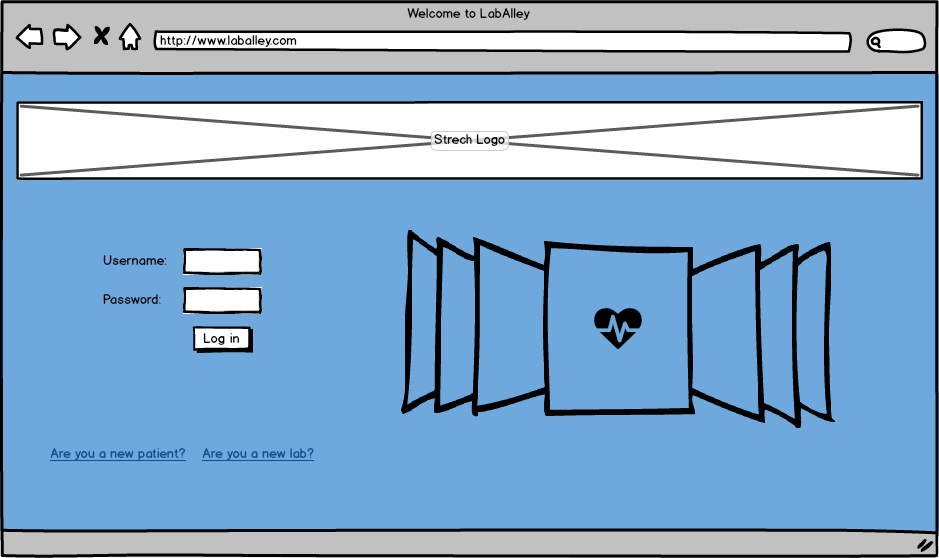 Welcome to LabAlley
http://www.laballey.com
Strech Logo
Username:
Password:
Log in
Are you a new patient? Are you a new lab?